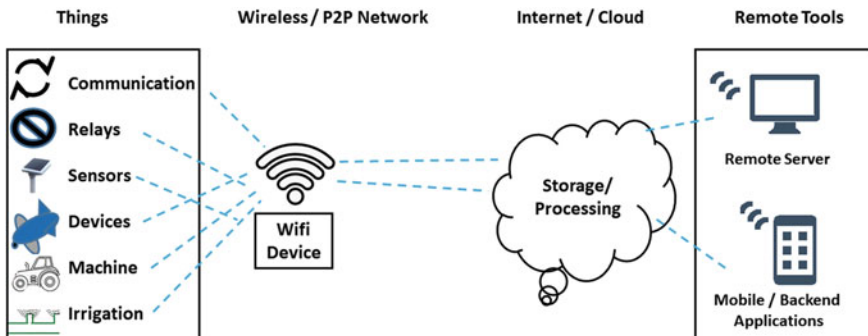 Things
Wireless / P2P Network
Internet / Cloud
Remote Tools
Communication
Relays
Sensors
Devices
Machine
Irrigation
Wifi
Device
Storage/
Processing
Remote Server
Mobile / Backend
Applications